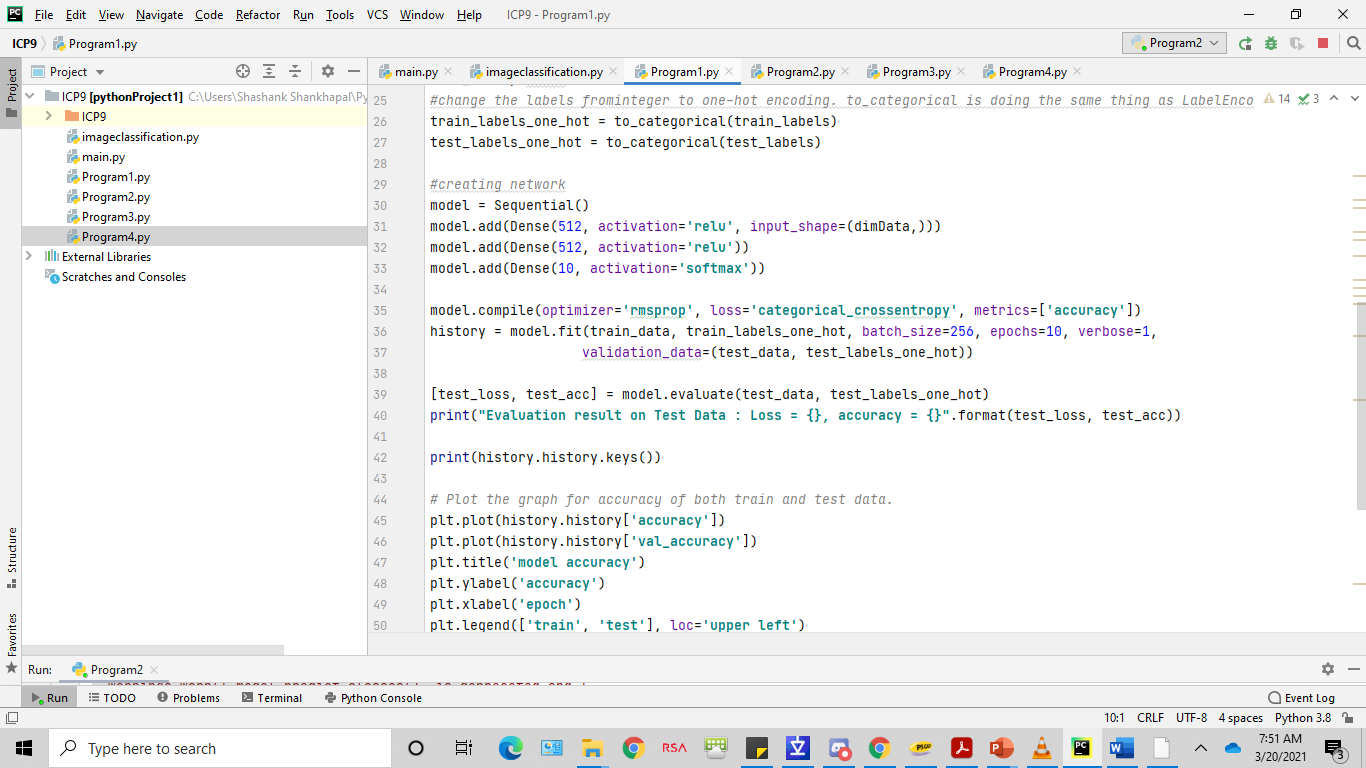 File Edit View Navigate Code Refactor Run Tools VCS Window Help ICP9 - Program1.py
ICP9 Program1.py Program2
Project main.py imageclassification.py Program1.py Program2.py Program3.py Program4.py
Project
Structure
Favorites
ICP9 [pythonProject1] C:\Users\Shashank Shankhapal\Py
ICP9
imageclassification.py
main.py
Program1.py
Program2.py
Program3.py
Program4.py
External Libraries
Scratches and Consoles
14 3
25 #change the labels frominteger to one-hot encoding. to_categorical is doing the same thing as LabelEnco
26 train_labels_one_hot = to_categorical(train_labels)
27 test_labels_one_hot = to_categorical(test_labels)
28
29 #creating network
30 model = Sequential()
31 model.add(Dense(512, activation='relu', input_shape=(dimData,)))
32 model.add(Dense(512, activation='relu'))
33 model.add(Dense(10, activation='softmax'))
34
35 model.compile(optimizer='rmsprop', loss='categorical_crossentropy', metrics=['accuracy'])
36 history = model.fit(train_data, train_labels_one_hot, batch_size=256, epochs=10, verbose=1,
37 validation_data=(test_data, test_labels_one_hot))
38
39 [test_loss, test_acc] = model.evaluate(test_data, test_labels_one_hot)
40 print("Evaluation result on Test Data : Loss = {}, accuracy = {}".format(test_loss, test_acc))
41
42 print(history.history.keys())
43
44 # Plot the graph for accuracy of both train and test data.
45 plt.plot(history.history['accuracy'])
46 plt.plot(history.history['val_accuracy'])
47 plt.title('model accuracy')
48 plt.ylabel('accuracy')
49 plt.xlabel('epoch')
50 plt.legend(['train', 'test'], loc='upper left')
Run: Program2
Run TODO Problems Terminal Python Console Event Log
10:1 CRLF UTF-8 4 spaces Python 3.8
Type here to search
RSA
PC
7:51 AM
3/20/2021
3